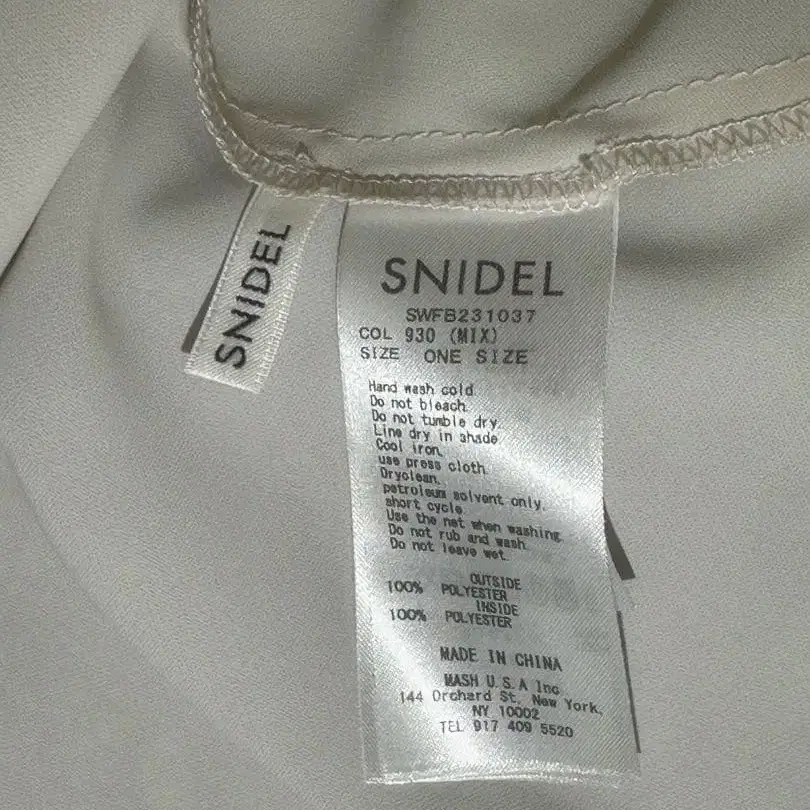 SNIDEL
SNIDEL
SWFB231037
COL 930 (MIX)
SIZE ONE SIZE
Hand wash cold.
Do not bleach.
Do not tumble dry.
Line dry in shade.
Cool iron,
use press cloth.
Dryclean,
petroleum solvent only,
short cycle.
Use the net when washing.
Do not rub and wash.
Do not leave wet.
OUTSIDE
100% POLYESTER
INSIDE
100% POLYESTER
MADE IN CHINA
MASH U.S.A Inc
144 Orchard St, New York,
NY 10002
TEL 917 409 5520